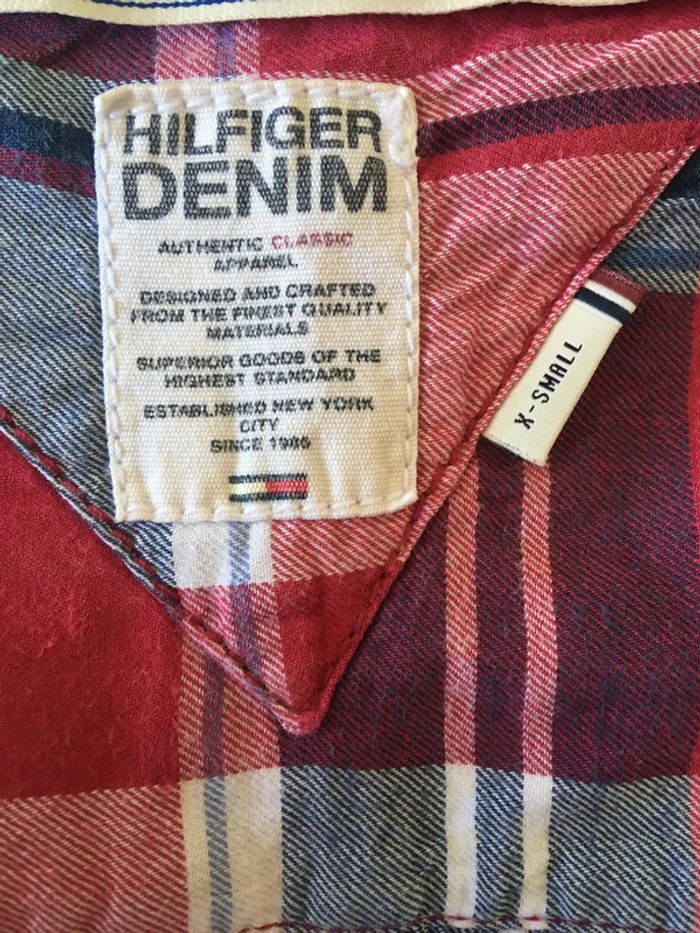 HILFIGER
DENIM
AUTHENTIC CLASSIC
APPAREL
DESIGNED AND CRAFTED
FROM THE FINEST QUALITY
MATERIALS
SUPERIOR GOODS OF THE
HIGHEST STANDARD
ESTABLISHED NEW YORK
CITY
SINCE 1985
X-SMALL